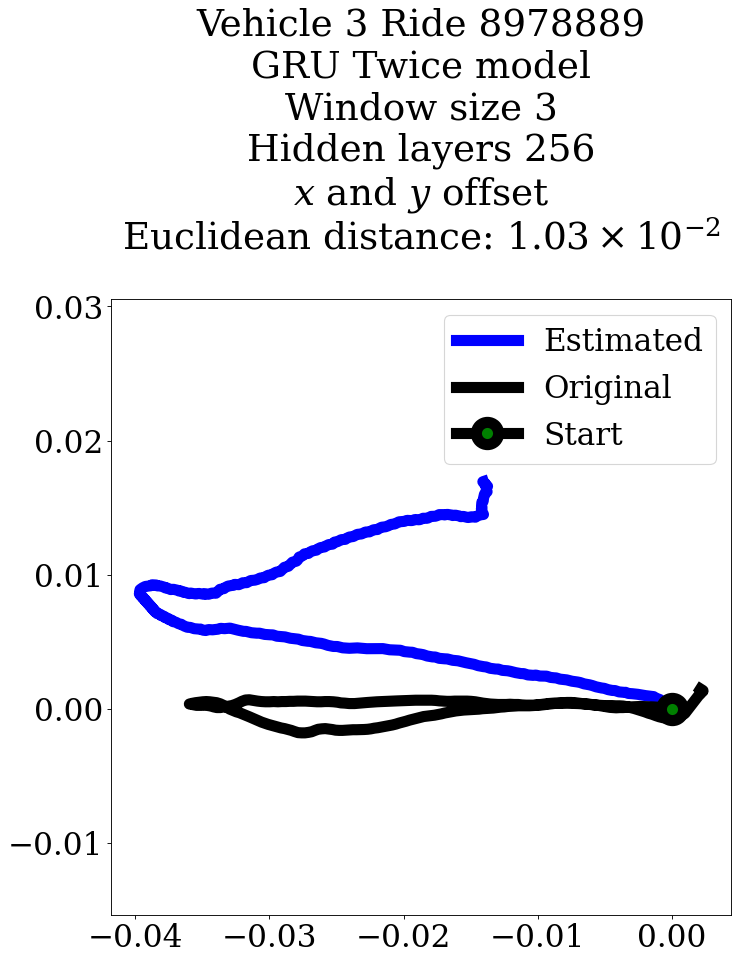 Vehicle 3 Ride 8978889
GRU Twice model
Window size 3
Hidden layers 256
x and y offset
Euclidean distance: 1.03 × 10⁻²
0.03
0.02
0.01
0.00
−0.01
Estimated
Original
Start
−0.04 −0.03 −0.02 −0.01 0.00